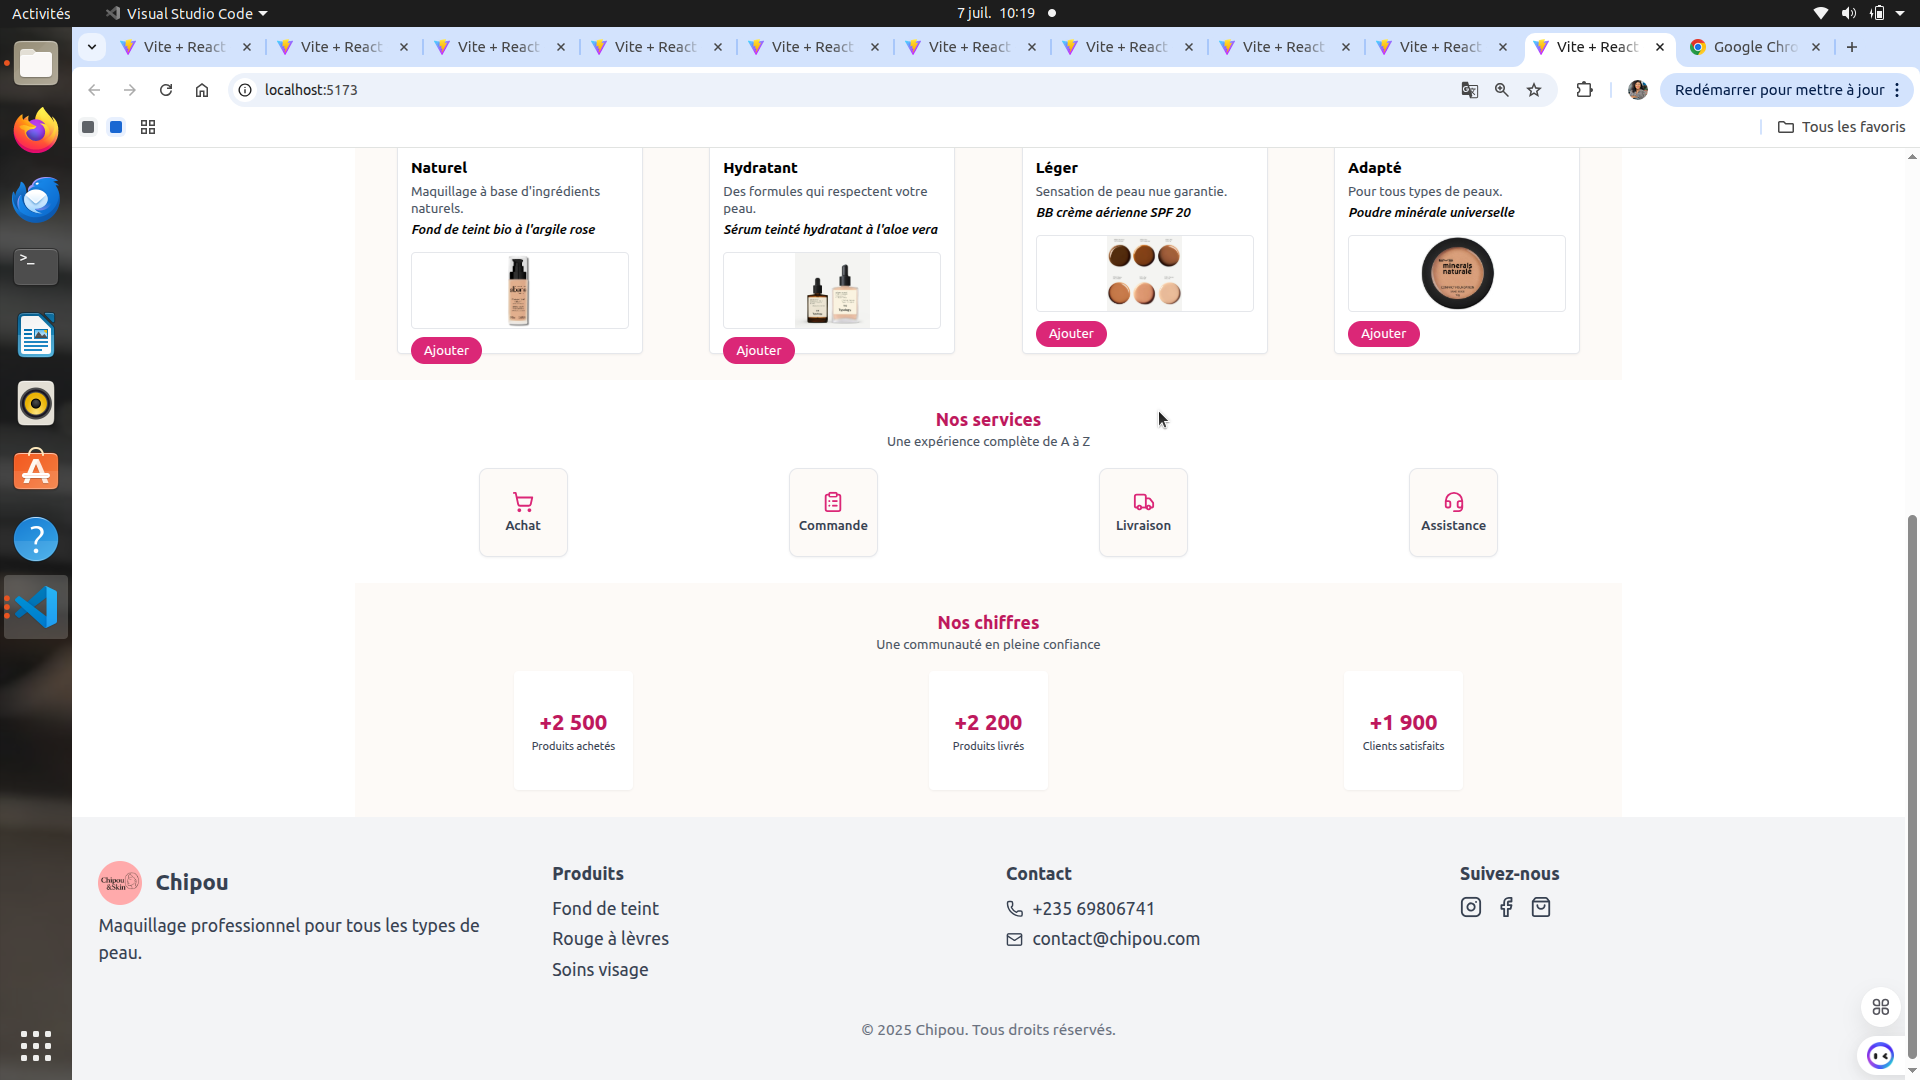 Activités
Visual Studio Code
7 juil. 10:19
Vite + React
Vite + React
Vite + React
Vite + React
Vite + React
Vite + React
Vite + React
Vite + React
Vite + React
Vite + React
Google Chro
localhost:5173
Redémarrer pour mettre à jour
Tous les favoris
Naturel
Maquillage à base d'ingrédients
naturels.
Fond de teint bio à l'argile rose
Ajouter
Hydratant
Des formules qui respectent votre
peau.
Sérum teinté hydratant à l'aloe vera
Ajouter
Léger
Sensation de peau nue garantie.
BB crème aérienne SPF 20
Ajouter
Adapté
Pour tous types de peaux.
Poudre minérale universelle
minerals
naturale
Ajouter
Nos services
Une expérience complète de A à Z
Achat
Commande
Livraison
Assistance
Nos chiffres
Une communauté en pleine confiance
+2 500
Produits achetés
+2 200
Produits livrés
+1 900
Clients satisfaits
Chipou
&Skin
Chipou
Maquillage professionnel pour tous les types de
peau.
Produits
Fond de teint
Rouge à lèvres
Soins visage
Contact
+235 69806741
contact@chipou.com
Suivez-nous
© 2025 Chipou. Tous droits réservés.